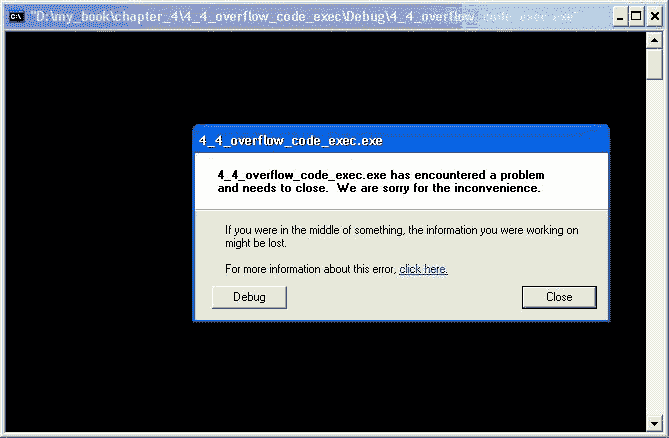 "D:\my_book\chapter_4\4_4_overflow_code_exec\Debug\4_4_overflow_code_exec.exe"
4_4_overflow_code_exec.exe
4_4_overflow_code_exec.exe has encountered a problem
and needs to close. We are sorry for the inconvenience.
If you were in the middle of something, the information you were working on
might be lost.
For more information about this error, click here.
Debug
Close